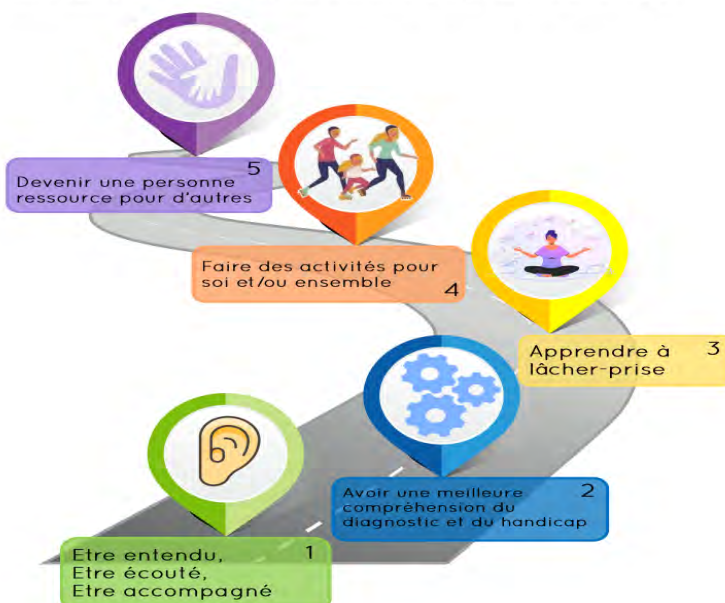 5
Devenir une personne
ressource pour d'autres
Faire des activités pour
soi et/ou ensemble
4
Apprendre à
lâcher-prise
3
Avoir une meilleure
compréhension du
diagnostic et du handicap
2
Etre entendu,
Etre écouté,
Etre accompagné
1